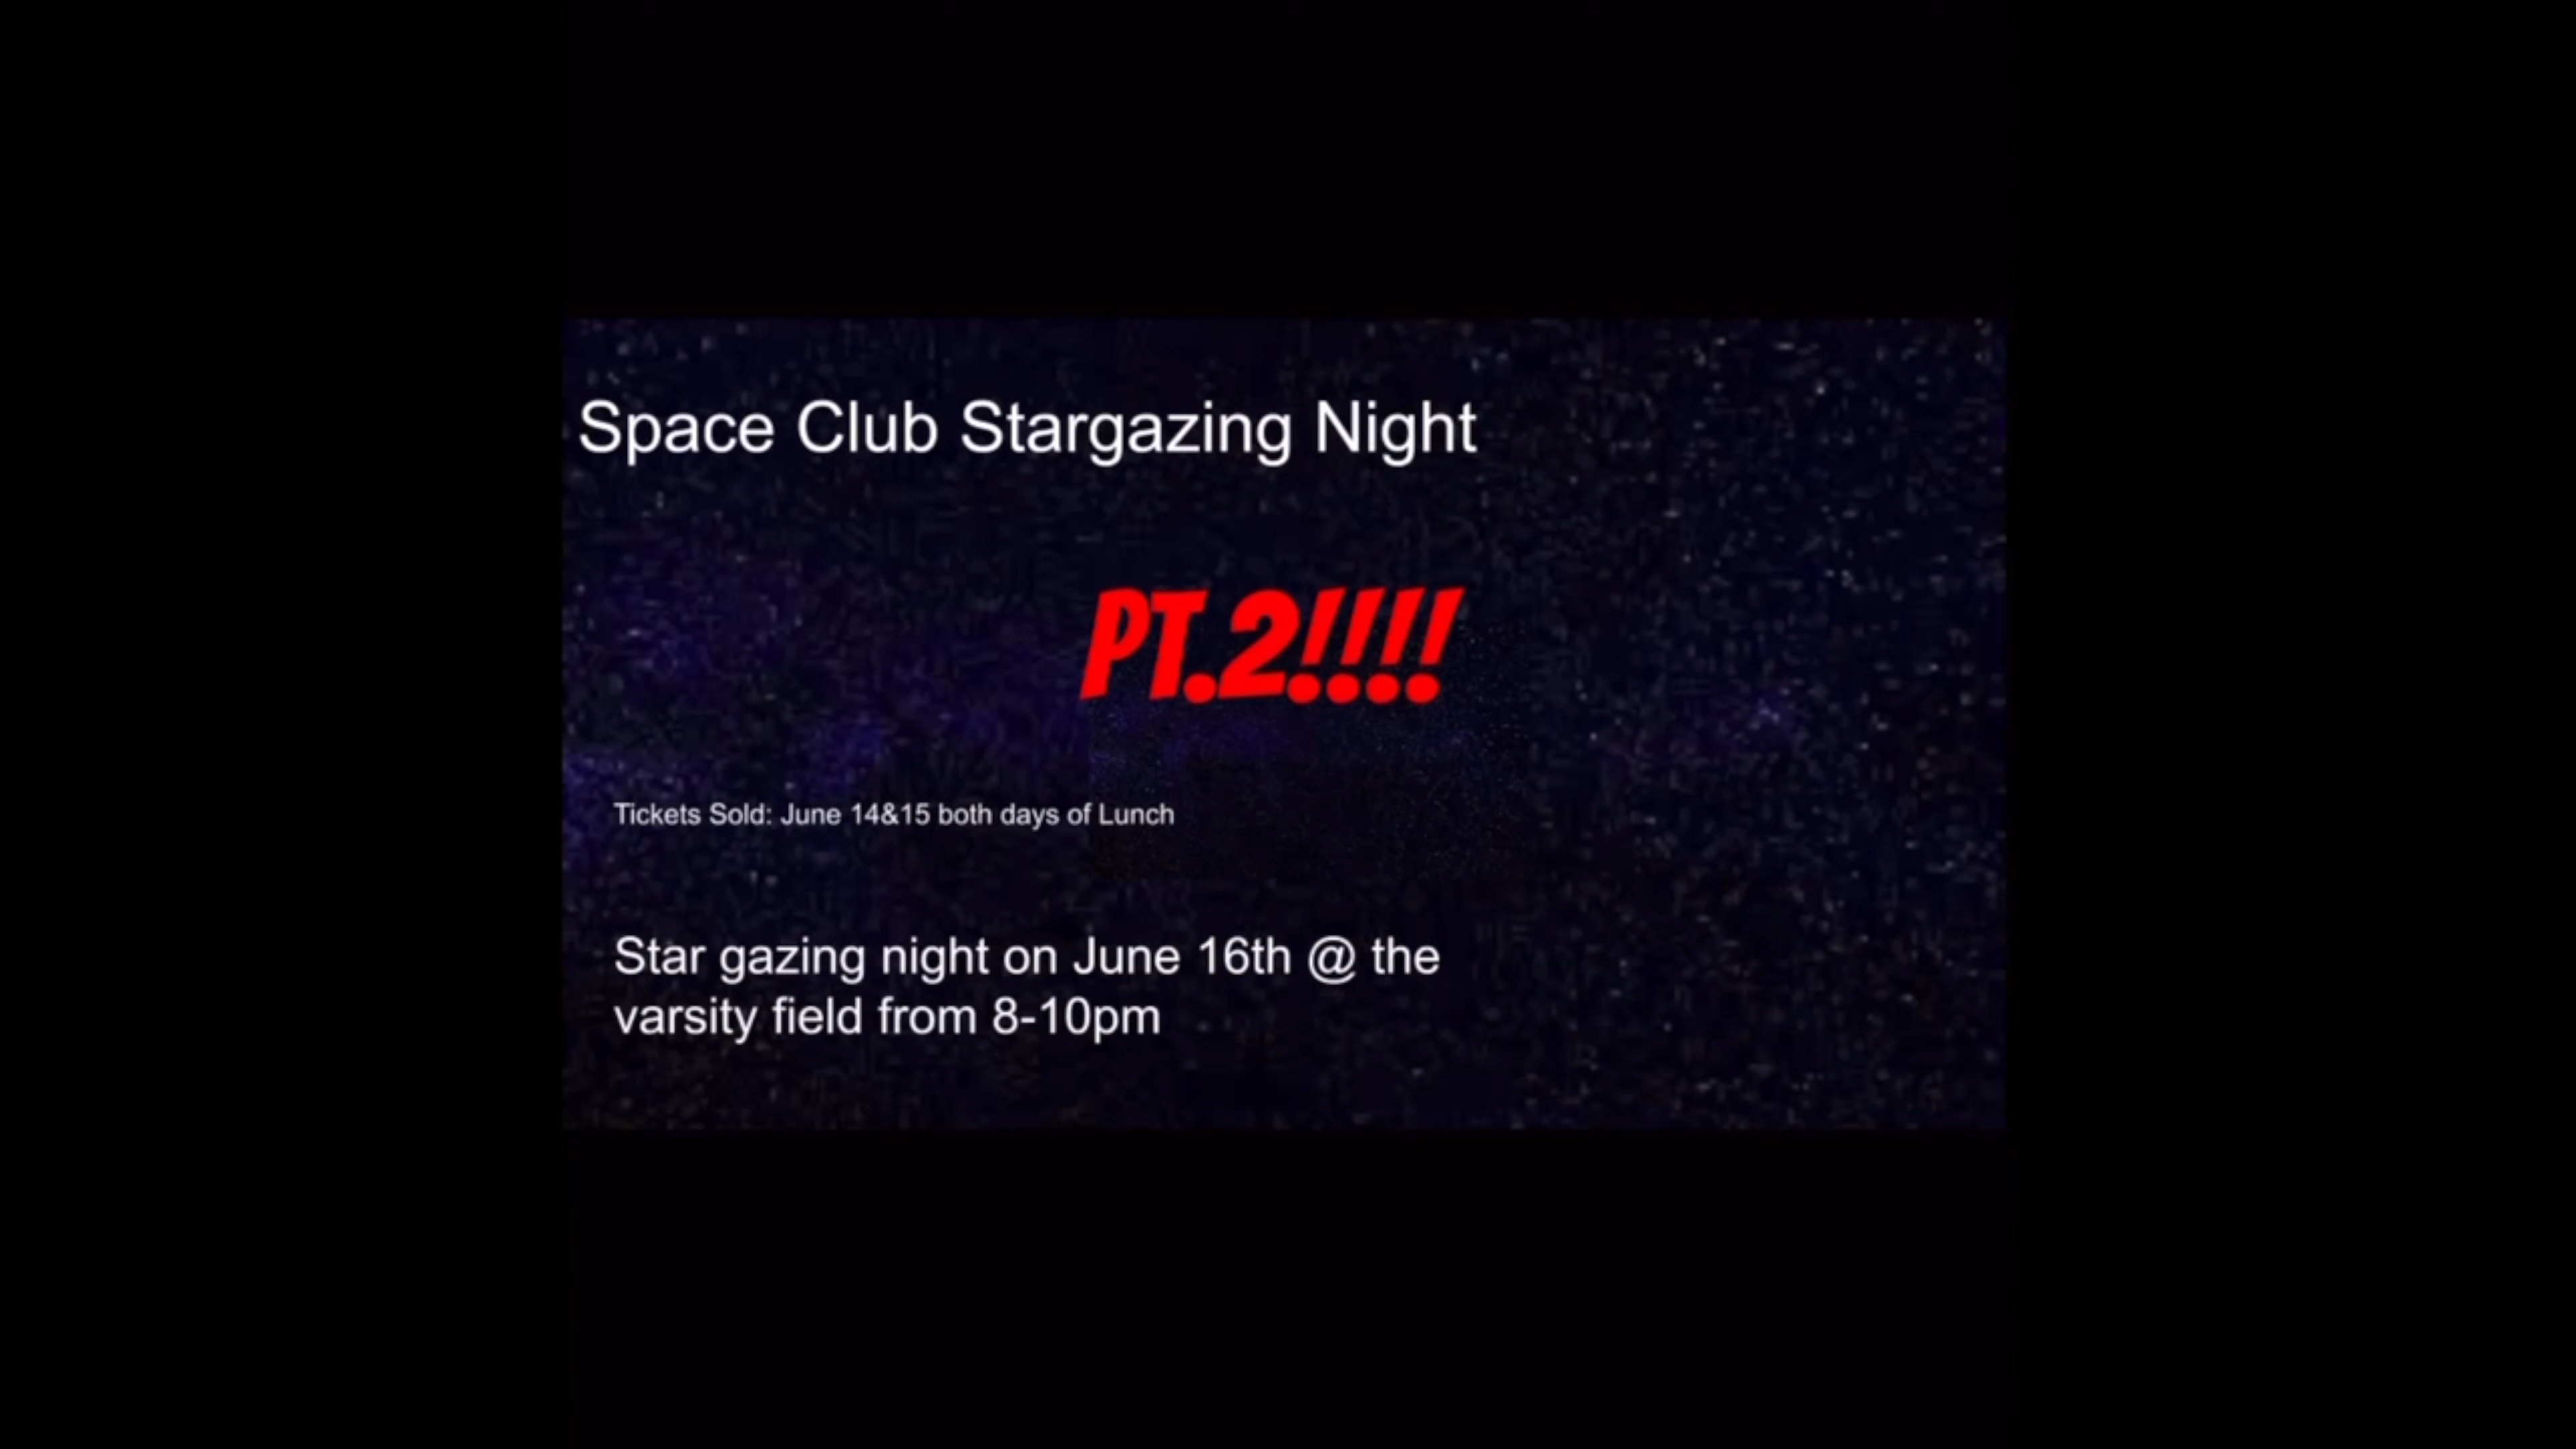 Space Club Stargazing Night
PT.2!!!!
Tickets Sold: June 14&15 both days of Lunch
Star gazing night on June 16th @ the
varsity field from 8-10pm